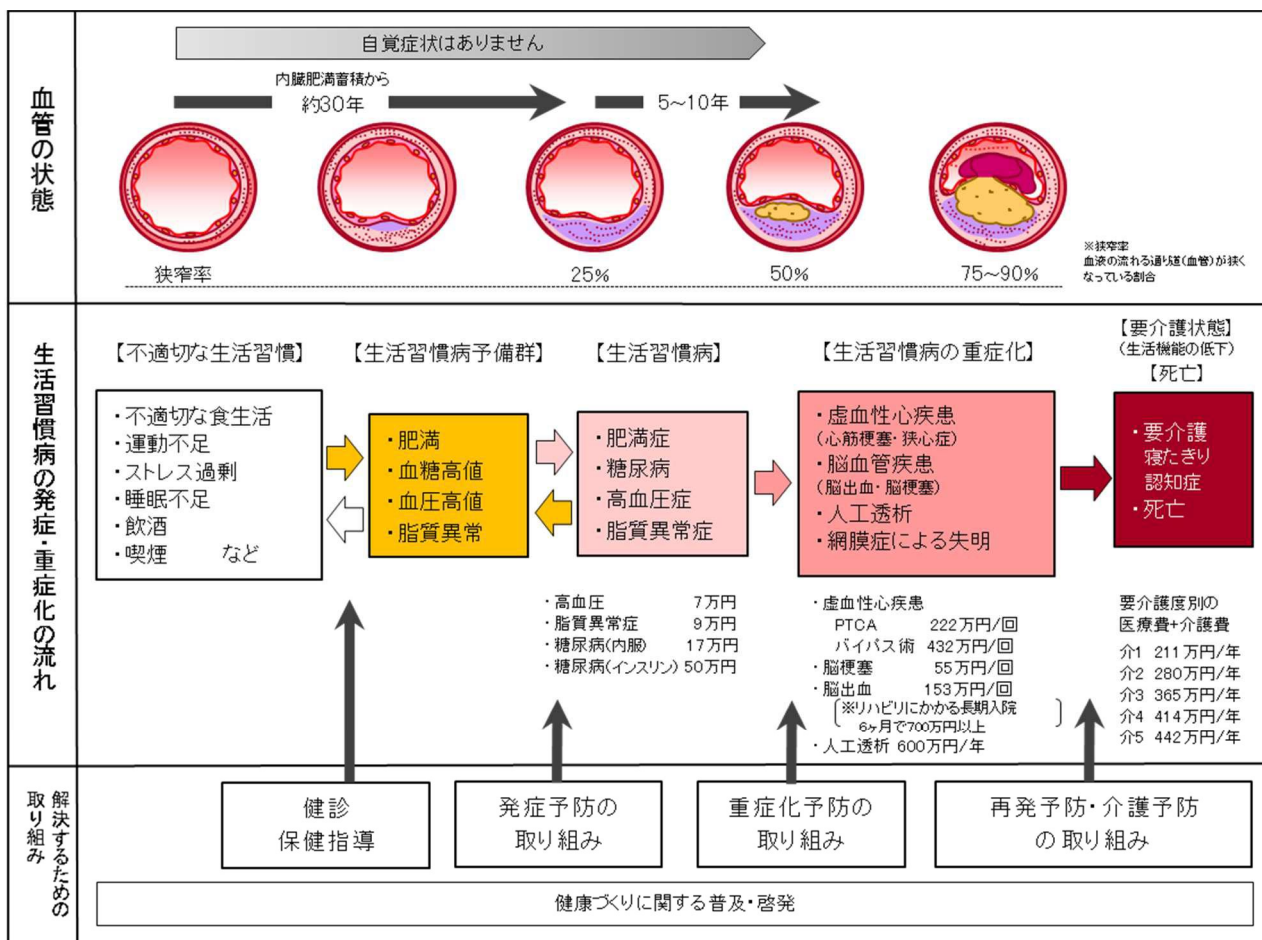 血管の状態
自覚症状はありません
内臓肥満蓄積から
約30年
5～10年
狭窄率
25%
50%
75～90%
※狭窄率
血液の流れる通り道(血管)が狭く
なっている割合
生活習慣病の発症・重症化の流れ
【不適切な生活習慣】
・不適切な食生活
・運動不足
・ストレス過剰
・睡眠不足
・飲酒
・喫煙　　など
【生活習慣病予備群】
・肥満
・血糖高値
・血圧高値
・脂質異常
【生活習慣病】
・肥満症
・糖尿病
・高血圧症
・脂質異常症
・高血圧　7万円
・脂質異常症　9万円
・糖尿病(内服)　17万円
・糖尿病(インスリン) 50万円
【生活習慣病の重症化】
・虚血性心疾患
(心筋梗塞・狭心症)
・脳血管疾患
(脳出血・脳梗塞)
・人工透析
・網膜症による失明
・虚血性心疾患
PTCA　222万円/回
バイパス術　432万円/回
・脳梗塞　55万円/回
・脳出血　153万円/回
※リハビリにかかる長期入院
6ヶ月で700万円以上
・人工透析 600万円/年
【要介護状態】
(生活機能の低下)
【死亡】
・要介護
寝たきり
認知症
・死亡
要介護度別の
医療費+介護費
介1 211万円/年
介2 280万円/年
介3 365万円/年
介4 414万円/年
介5 442万円/年
解決するための
取り組み
健診
保健指導
発症予防の
取り組み
重症化予防の
取り組み
再発予防・介護予防
の取り組み
健康づくりに関する普及・啓発